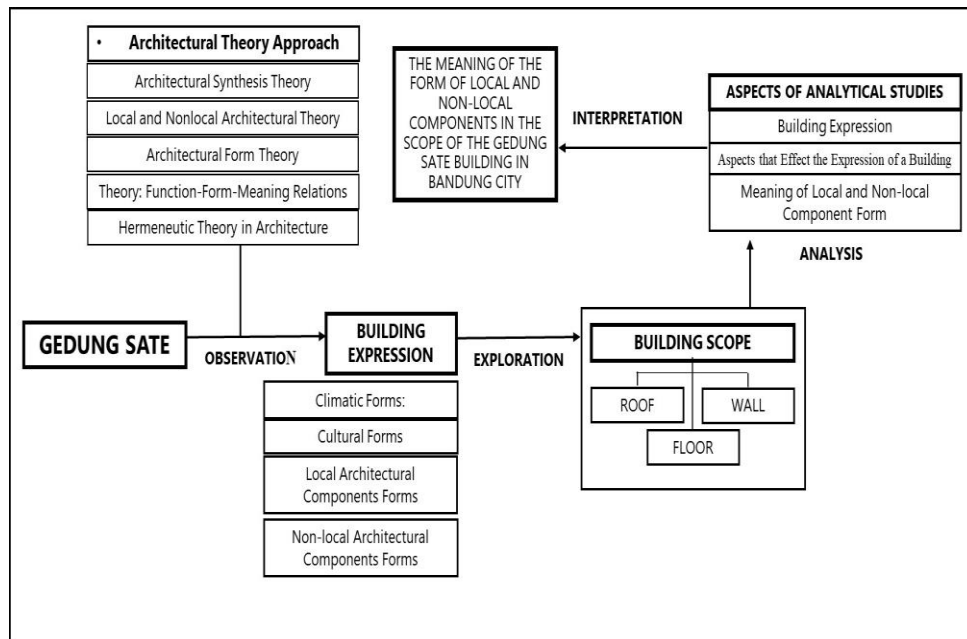 • Architectural Theory Approach
Architectural Synthesis Theory
Local and Nonlocal Architectural Theory
Architectural Form Theory
Theory: Function-Form-Meaning Relations
Hermeneutic Theory in Architecture
THE MEANING OF THE
FORM OF LOCAL AND
NON-LOCAL
COMPONENTS IN THE
SCOPE OF THE GEDUNG
SATE BUILDING IN
BANDUNG CITY
INTERPRETATION
ASPECTS OF ANALYTICAL STUDIES
Building Expression
Aspects that Effect the Expression of a Building
Meaning of Local and Non-local
Component Form
ANALYSIS
GEDUNG SATE
OBSERVATION
BUILDING
EXPRESSION
Climatic Forms:
Cultural Forms
Local Architectural
Components Forms
Non-local Architectural
Components Forms
EXPLORATION
BUILDING SCOPE
ROOF
WALL
FLOOR